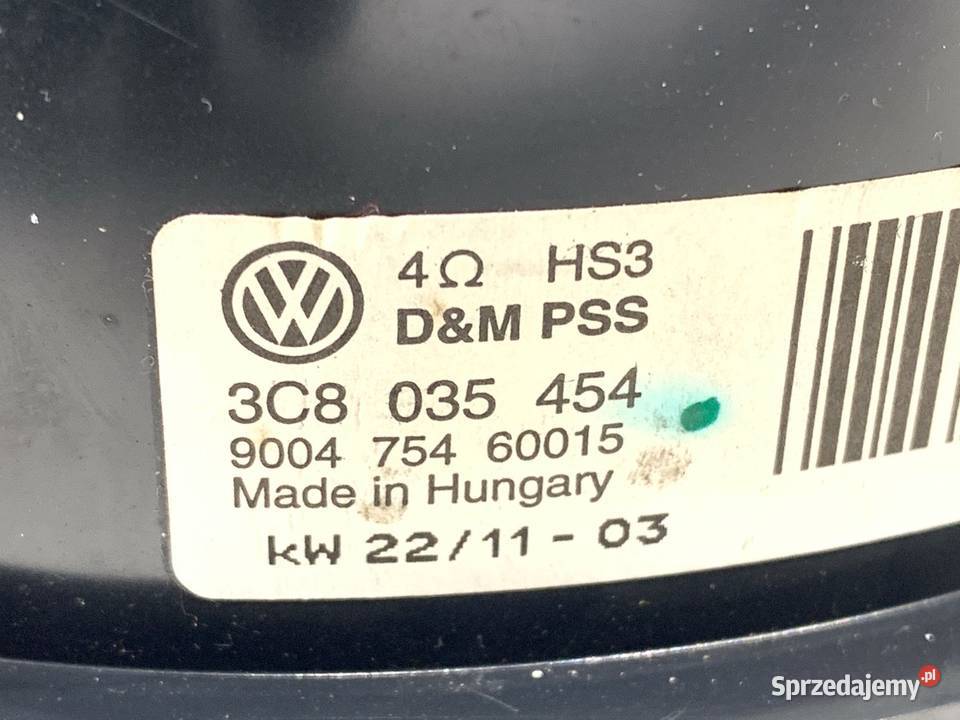 4Ω HS3
D&M PSS
3C8 035 454
9004 754 60015
Made in Hungary
KW 22/11 - 03
Sprzedajemy.pl